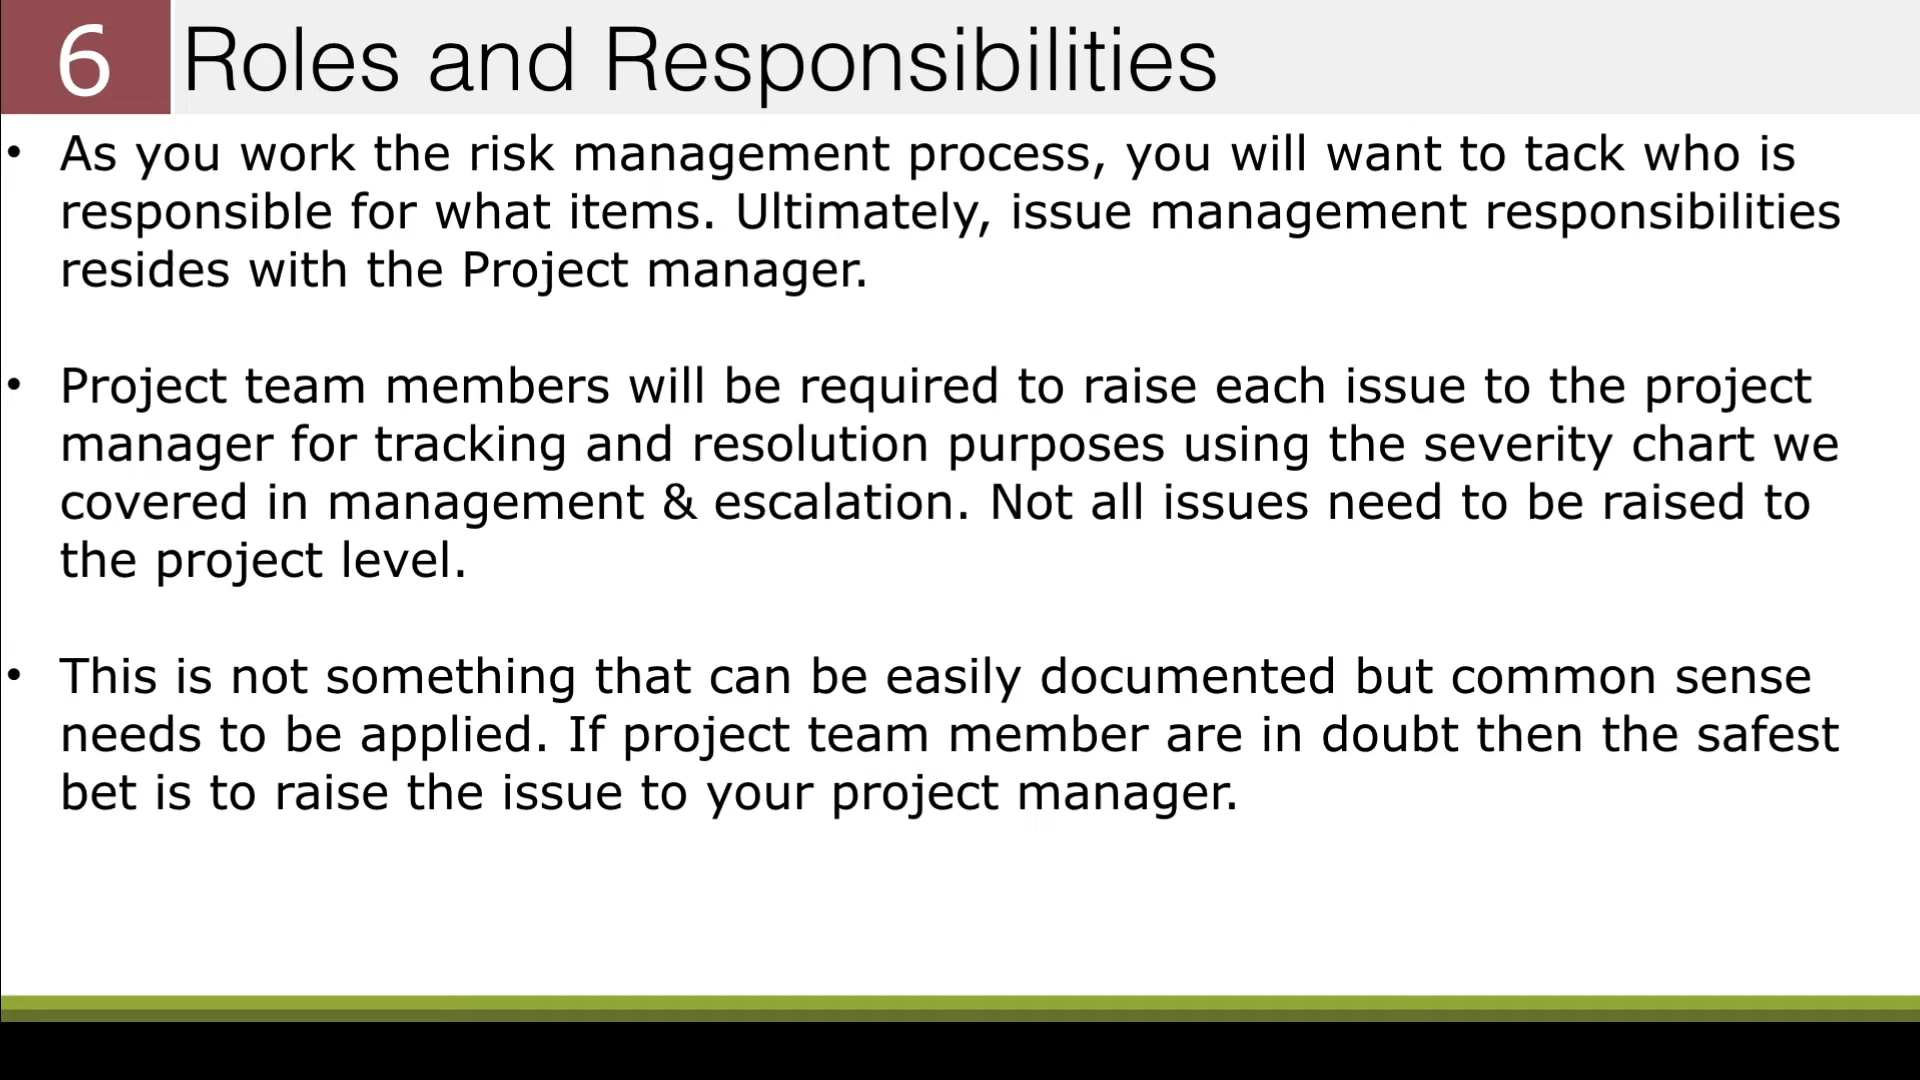 6 Roles and Responsibilities
• As you work the risk management process, you will want to tack who is
responsible for what items. Ultimately, issue management responsibilities
resides with the Project manager.
• Project team members will be required to raise each issue to the project
manager for tracking and resolution purposes using the severity chart we
covered in management & escalation. Not all issues need to be raised to
the project level.
• This is not something that can be easily documented but common sense
needs to be applied. If project team member are in doubt then the safest
bet is to raise the issue to your project manager.